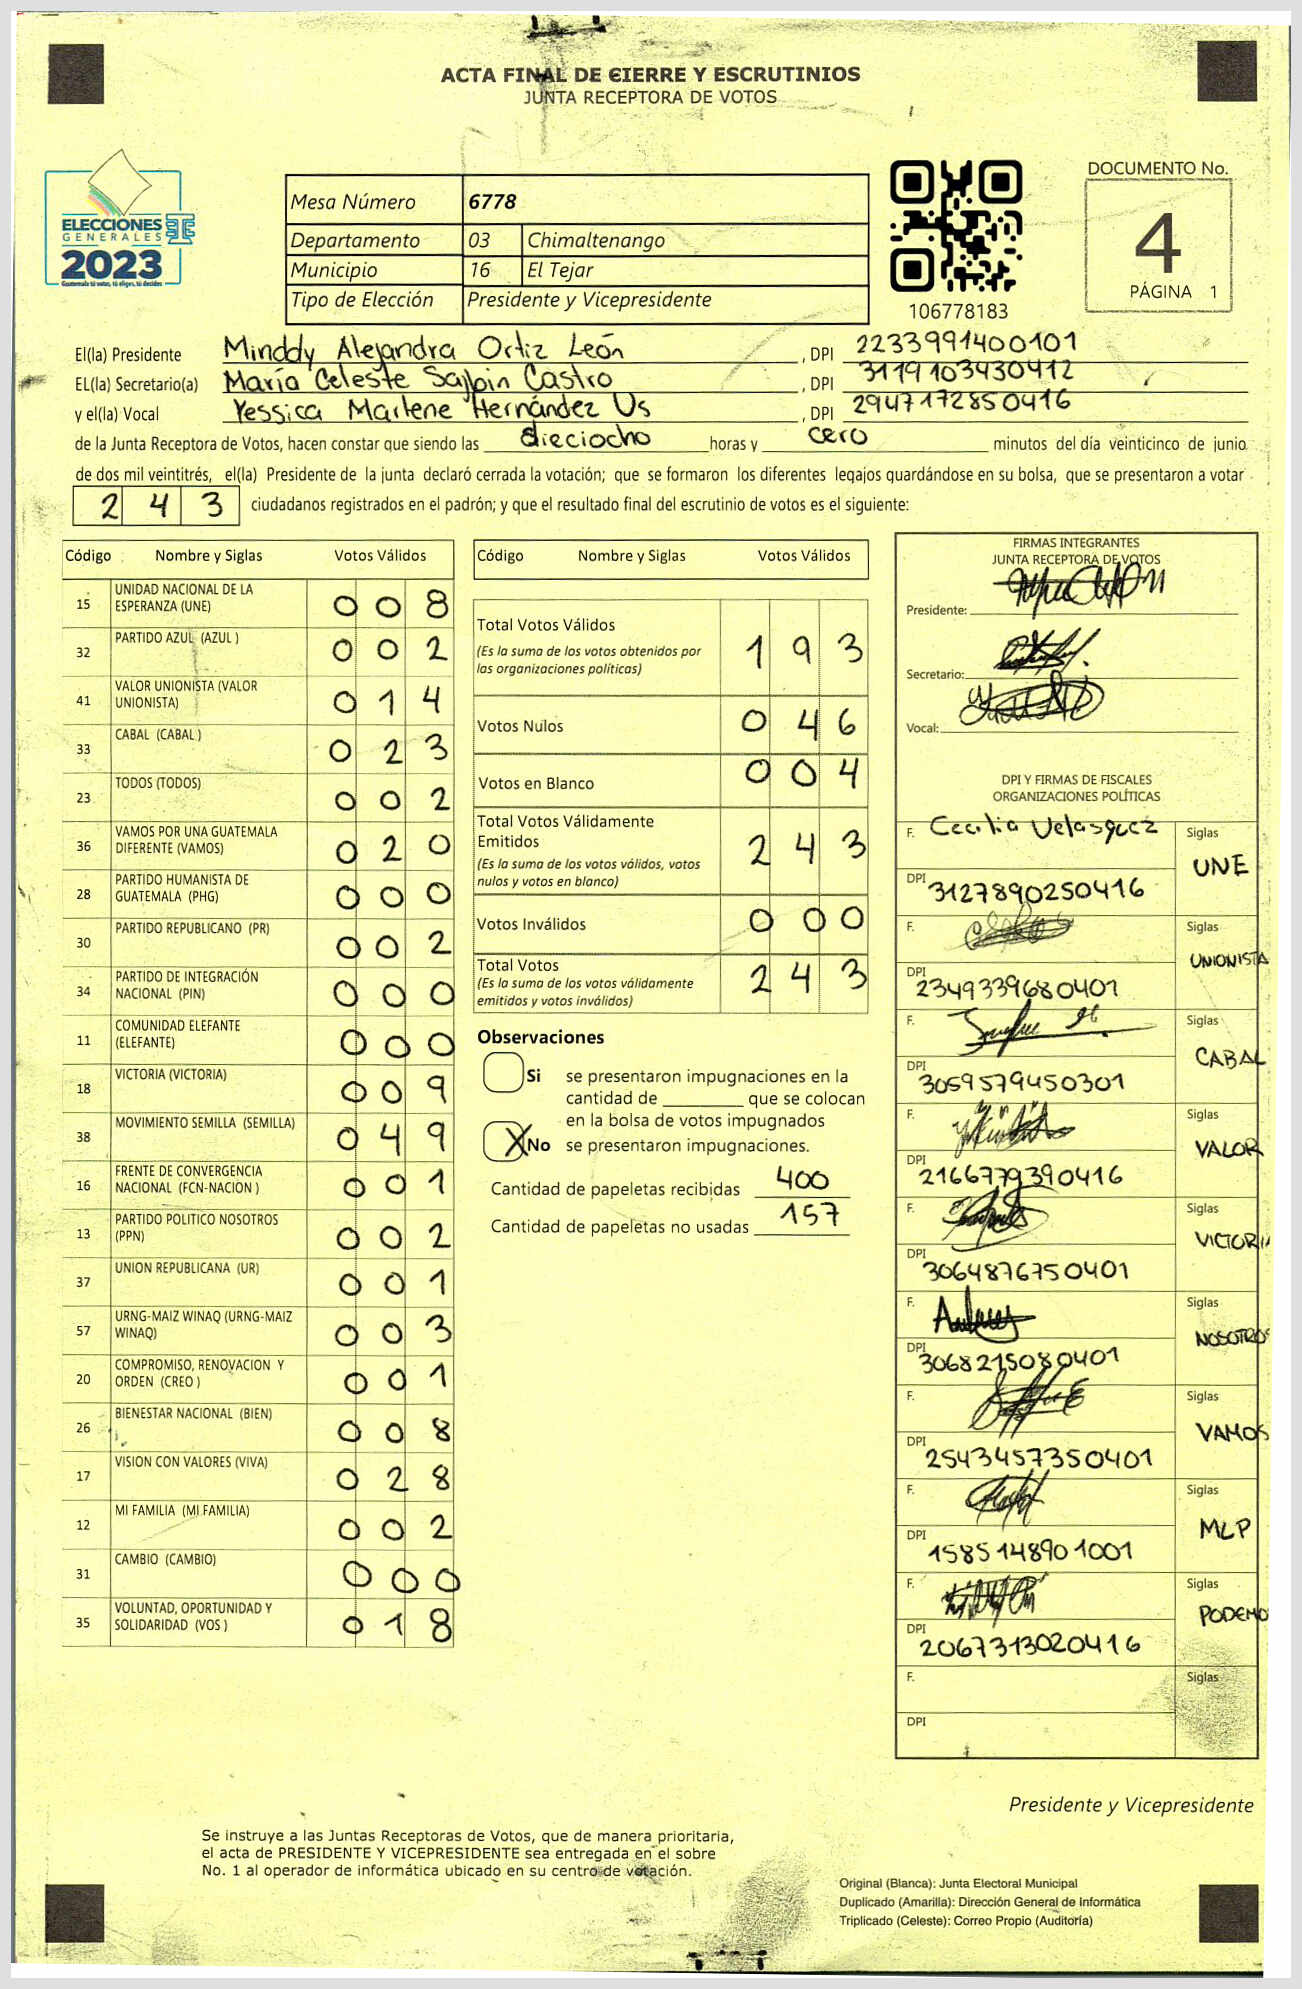 ACTA FINAL DE CIERRE Y ESCRUTINIOS
JUNTA RECEPTORA DE VOTOS
ELECCIONES
GENERALES
2023
Guatemala tú votas, tú eliges, tú decides
Mesa Número 6778
Departamento 03 Chimaltenango
Municipio 16 El Tejar
Tipo de Elección Presidente y Vicepresidente
106778183
DOCUMENTO No.
4
PÁGINA 1
El(la) Presidente Minddy Alejandra Ortiz León , DPI 2233991400101
EL(la) Secretario(a) María Celeste Sajpin Castro , DPI 3119103430412
y el(la) Vocal Yessica Marlene Hernández Us , DPI 2947172850416
de la Junta Receptora de Votos, hacen constar que siendo las dieciocho horas y cero minutos del día veinticinco de junio
de dos mil veintitrés, el(la) Presidente de la junta declaró cerrada la votación; que se formaron los diferentes legajos guardándose en su bolsa, que se presentaron a votar
2 4 3 ciudadanos registrados en el padrón; y que el resultado final del escrutinio de votos es el siguiente:
Código Nombre y Siglas Votos Válidos
15 UNIDAD NACIONAL DE LA ESPERANZA (UNE) 0 0 8
32 PARTIDO AZUL (AZUL ) 0 0 2
41 VALOR UNIONISTA (VALOR UNIONISTA) 0 1 4
33 CABAL (CABAL ) 0 2 3
23 TODOS (TODOS) 0 0 2
36 VAMOS POR UNA GUATEMALA DIFERENTE (VAMOS) 0 2 0
28 PARTIDO HUMANISTA DE GUATEMALA (PHG) 0 0 0
30 PARTIDO REPUBLICANO (PR) 0 0 2
34 PARTIDO DE INTEGRACIÓN NACIONAL (PIN) 0 0 0
11 COMUNIDAD ELEFANTE (ELEFANTE) 0 0 0
18 VICTORIA (VICTORIA) 0 0 9
38 MOVIMIENTO SEMILLA (SEMILLA) 0 4 9
16 FRENTE DE CONVERGENCIA NACIONAL (FCN-NACION ) 0 0 1
13 PARTIDO POLITICO NOSOTROS (PPN) 0 0 2
37 UNION REPUBLICANA (UR) 0 0 1
57 URNG-MAIZ WINAQ (URNG-MAIZ WINAQ) 0 0 3
20 COMPROMISO, RENOVACION Y ORDEN (CREO ) 0 0 1
26 BIENESTAR NACIONAL (BIEN) 0 0 8
17 VISION CON VALORES (VIVA) 0 2 8
12 MI FAMILIA (MI FAMILIA) 0 0 2
31 CAMBIO (CAMBIO) 0 0 0
35 VOLUNTAD, OPORTUNIDAD Y SOLIDARIDAD (VOS ) 0 1 8
Código Nombre y Siglas Votos Válidos
Total Votos Válidos 1 9 3
(Es la suma de los votos obtenidos por
las organizaciones políticas)
Votos Nulos 0 4 6
Votos en Blanco 0 0 4
Total Votos Válidamente
Emitidos 2 4 3
(Es la suma de los votos válidos, votos
nulos y votos en blanco)
Votos Inválidos 0 0 0
Total Votos 2 4 3
(Es la suma de los votos válidamente
emitidos y votos inválidos)
Observaciones
Si se presentaron impugnaciones en la
cantidad de ________ que se colocan
en la bolsa de votos impugnados
X No se presentaron impugnaciones.
Cantidad de papeletas recibidas 400
Cantidad de papeletas no usadas 157
FIRMAS INTEGRANTES
JUNTA RECEPTORA DE VOTOS
Presidente:
Secretario:
Vocal:
DPI Y FIRMAS DE FISCALES
ORGANIZACIONES POLÍTICAS
F. Cecilia Velasquez Siglas
DPI 3127890250416 UNE
F. Siglas
DPI 2349339680401 UNIONISTA
F. Siglas
DPI 3059579450301 CABAL
F. Siglas
DPI 2166779390416 VALOR
F. Siglas
DPI 3064876750401 VICTORIA
F. Siglas
DPI 3068215080401 NOSOTROS
F. Siglas
DPI 2543457350401 VAMOS
F. Siglas
DPI 1585148901001 MLP
F. Siglas
DPI 2067313020416 PODEMO
F. Siglas
DPI
Presidente y Vicepresidente
Se instruye a las Juntas Receptoras de Votos, que de manera prioritaria,
el acta de PRESIDENTE Y VICEPRESIDENTE sea entregada en el sobre
No. 1 al operador de informática ubicado en su centro de votación.
Original (Blanca): Junta Electoral Municipal
Duplicado (Amarilla): Dirección General de Informática
Triplicado (Celeste): Correo Propio (Auditoría)